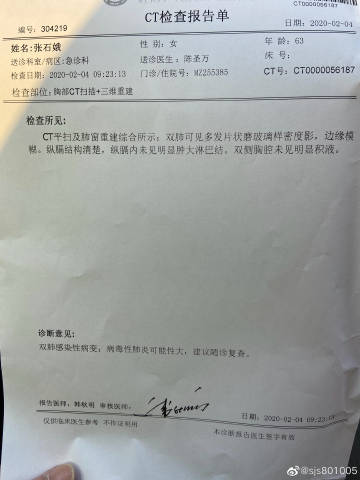 CT0000056187
CT检查报告单
编号: 304219
日期: 2020-02-04
姓名: 张石娥
性 别: 女
年龄: 63
送诊科室/病区: 急诊科
送诊医生: 陈圣万
床 号:
检查日期: 2020-02-04 09:23:13
门诊/住院号: MZ255385
CT号: CT0000056187
检查部位: 胸部CT扫描+三维重建
检查所见:
CT平扫及肺窗重建综合所示: 双肺可见多发片状磨玻璃样密度影, 边缘模
糊。纵膈结构清楚, 纵膈内未见明显肿大淋巴结。双侧胸腔未见明显积液。
诊断意见:
双肺感染性病变; 病毒性肺炎可能性大, 建议随诊复查。
报告医师: 韩秋明 审核医师:
日期: 2020-02-04 09:23:13
仅供临床医生参考 不作证明用
本诊断报告医生签字有效
@sjs801005